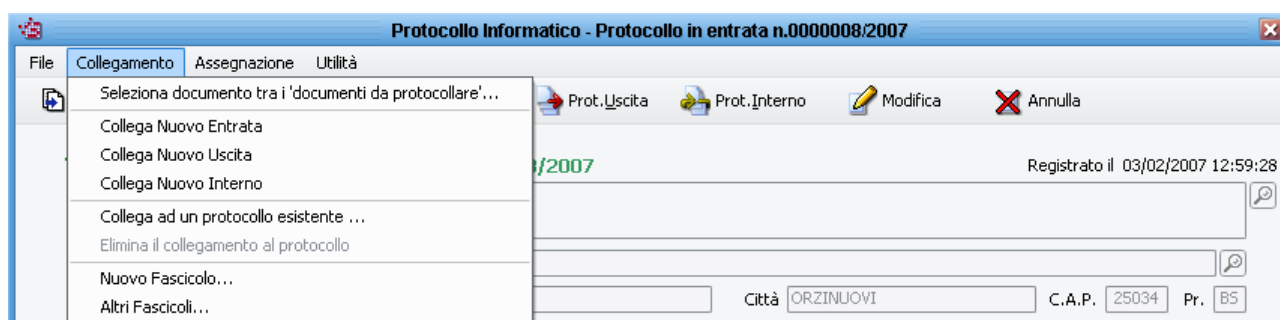 Protocollo Informatico - Protocollo in entrata n.0000008/2007
File Collegamento Assegnazione Utilità
Seleziona documento tra i 'documenti da protocollare'... Prot.Uscita Prot.Interno Modifica Annulla
Collega Nuovo Entrata
Collega Nuovo Uscita /2007 Registrato il 03/02/2007 12:59:28
Collega Nuovo Interno
Collega ad un protocollo esistente ...
Elimina il collegamento al protocollo
Nuovo Fascicolo...
Altri Fascicoli... Città ORZINUOVI C.A.P. 25034 Pr. BS